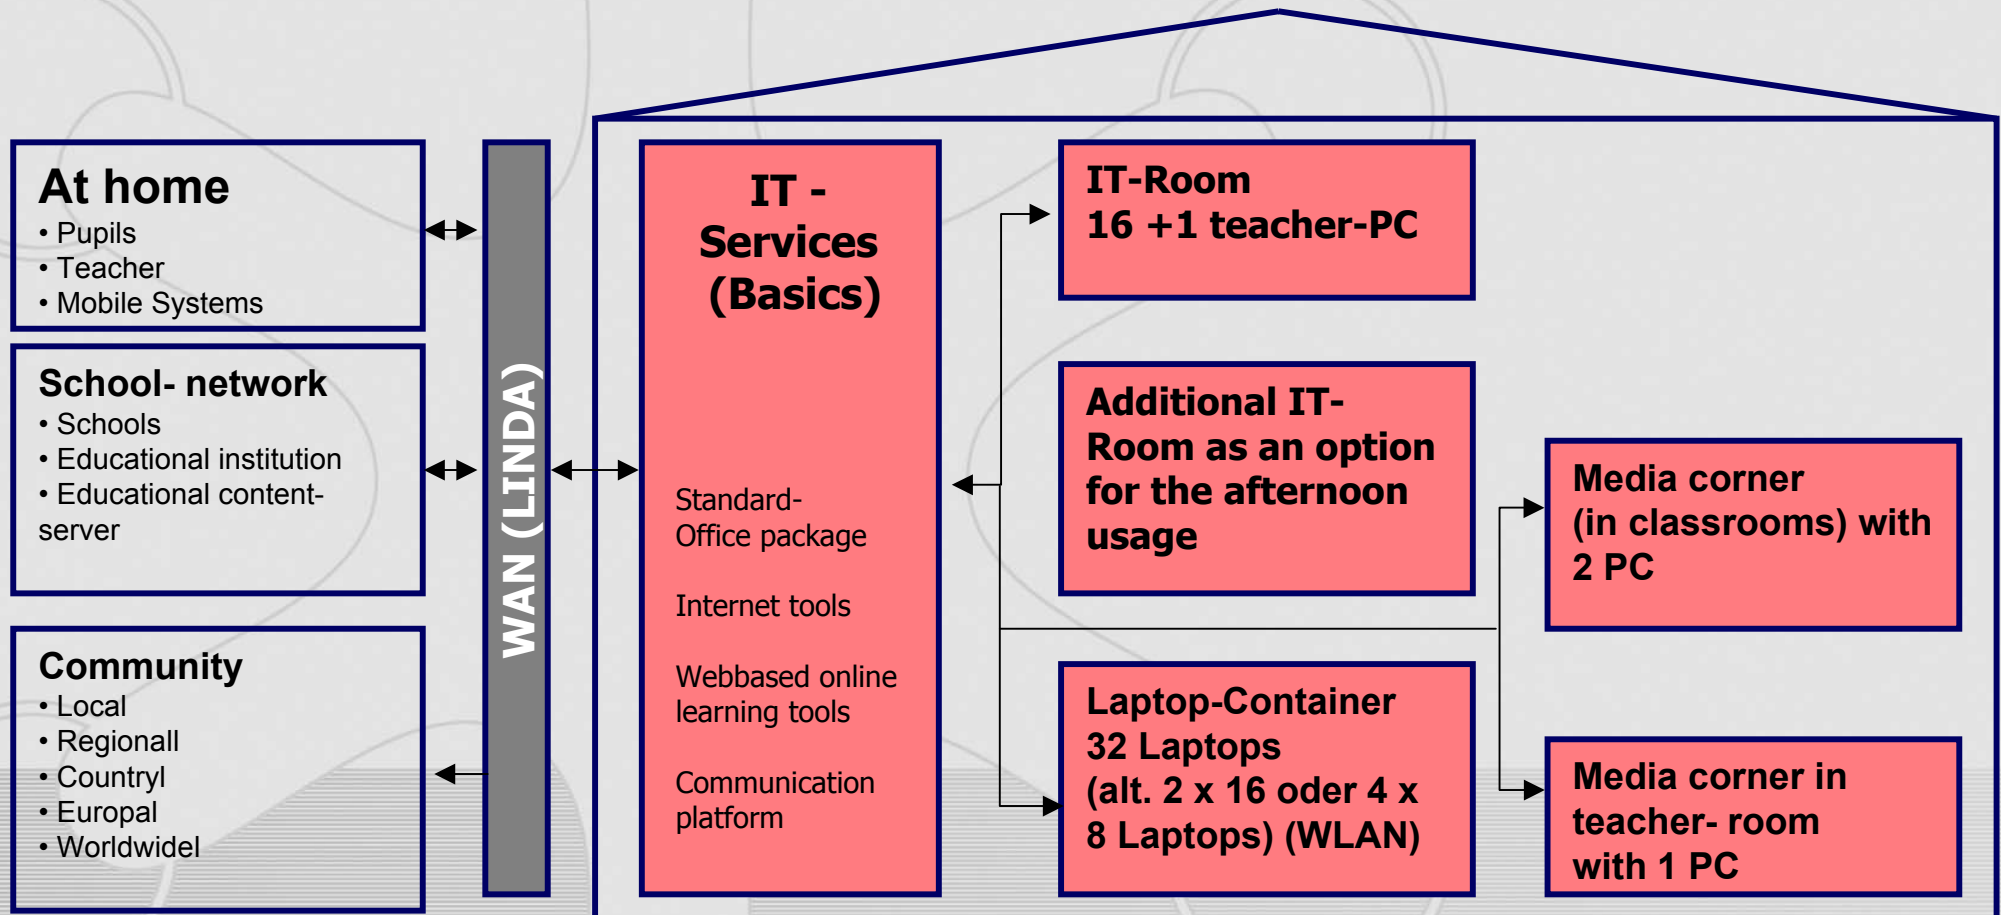 At home
• Pupils
• Teacher
• Mobile Systems
School- network
• Schools
• Educational institution
• Educational content-
server
Community
• Local
• Regionall
• Countryl
• Europal
• Worldwidel
WAN (LINDA)
IT -
Services
(Basics)
Standard-
Office package
Internet tools
Webbased online
learning tools
Communication
platform
IT-Room
16 +1 teacher-PC
Additional IT-
Room as an option
for the afternoon
usage
Laptop-Container
32 Laptops
(alt. 2 x 16 oder 4 x
8 Laptops) (WLAN)
Media corner
(in classrooms) with
2 PC
Media corner in
teacher- room
with 1 PC